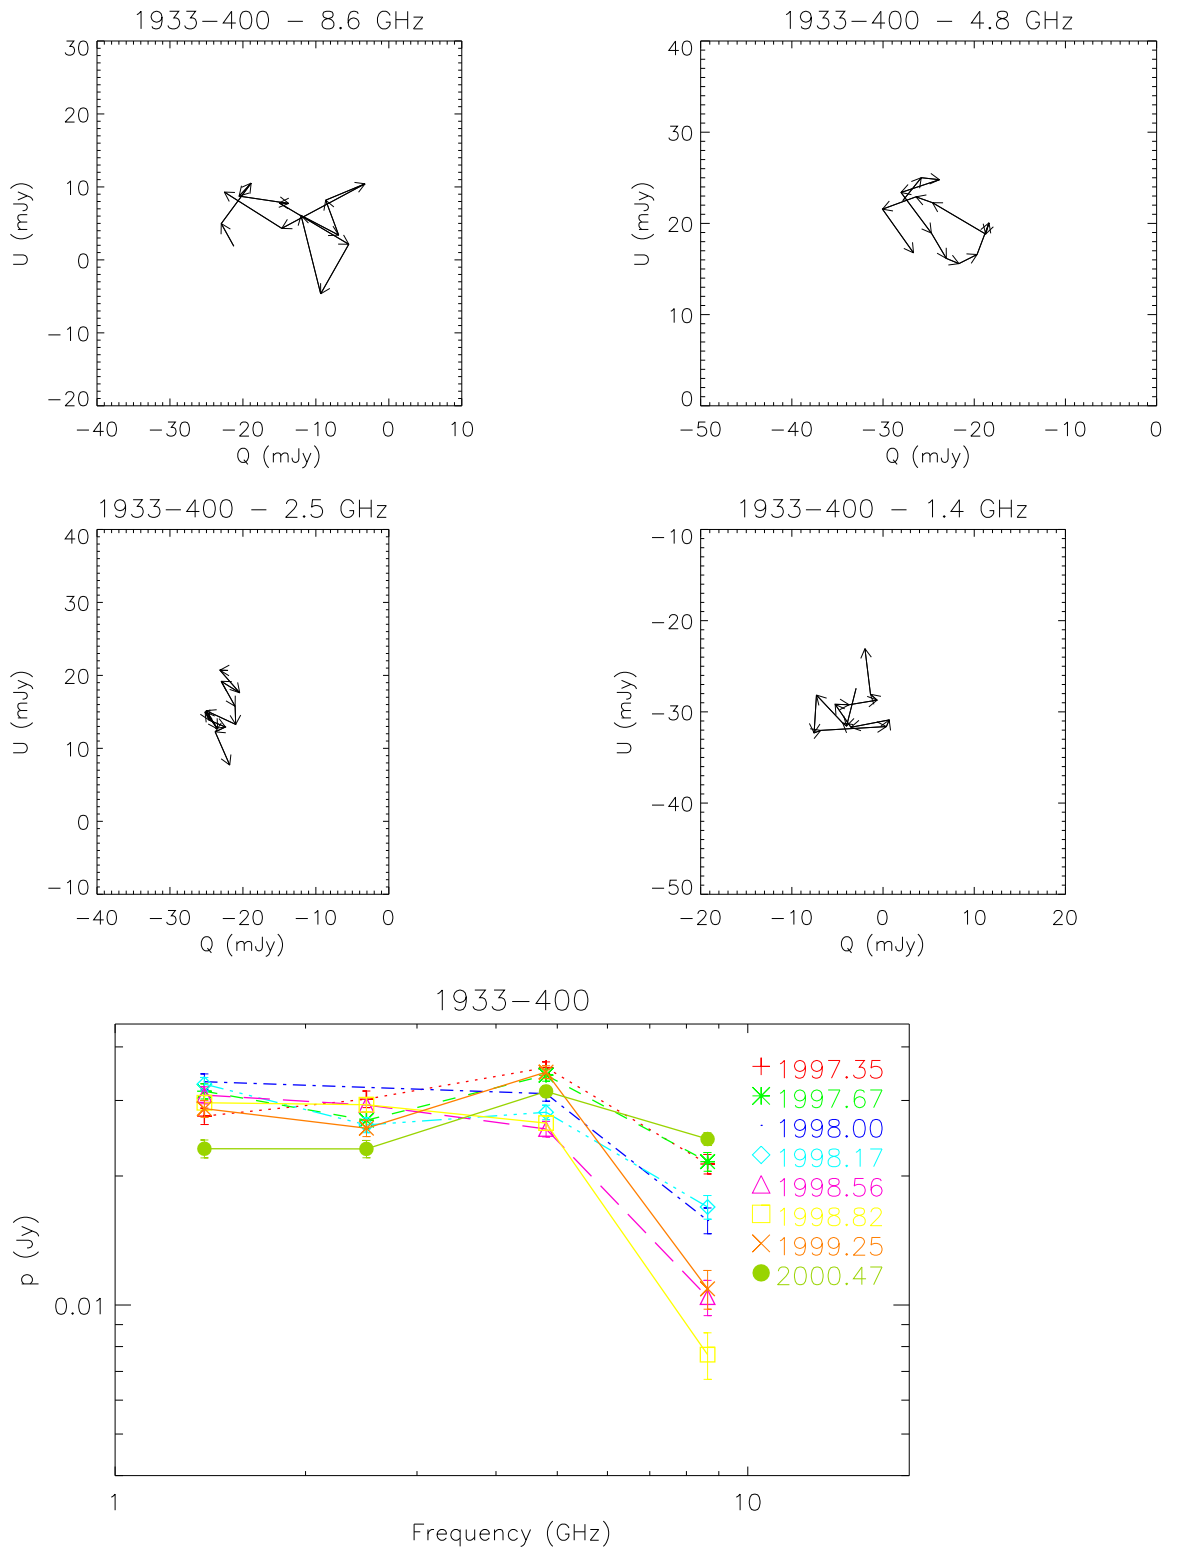 1933−400 − 8.6 GHz
1933−400 − 4.8 GHz
30
20
10
0
−10
−20
U (mJy)
−40 −30 −20 −10 0 10
Q (mJy)
40
30
20
10
0
U (mJy)
−50 −40 −30 −20 −10 0
Q (mJy)
1933−400 − 2.5 GHz
1933−400 − 1.4 GHz
40
30
20
10
0
−10
U (mJy)
−40 −30 −20 −10 0
Q (mJy)
−10
−20
−30
−40
−50
U (mJy)
−20 −10 0 10 20
Q (mJy)
1933−400
1997.35
1997.67
1998.00
1998.17
1998.56
1998.82
1999.25
2000.47
p (Jy)
0.01
1 10
Frequency (GHz)